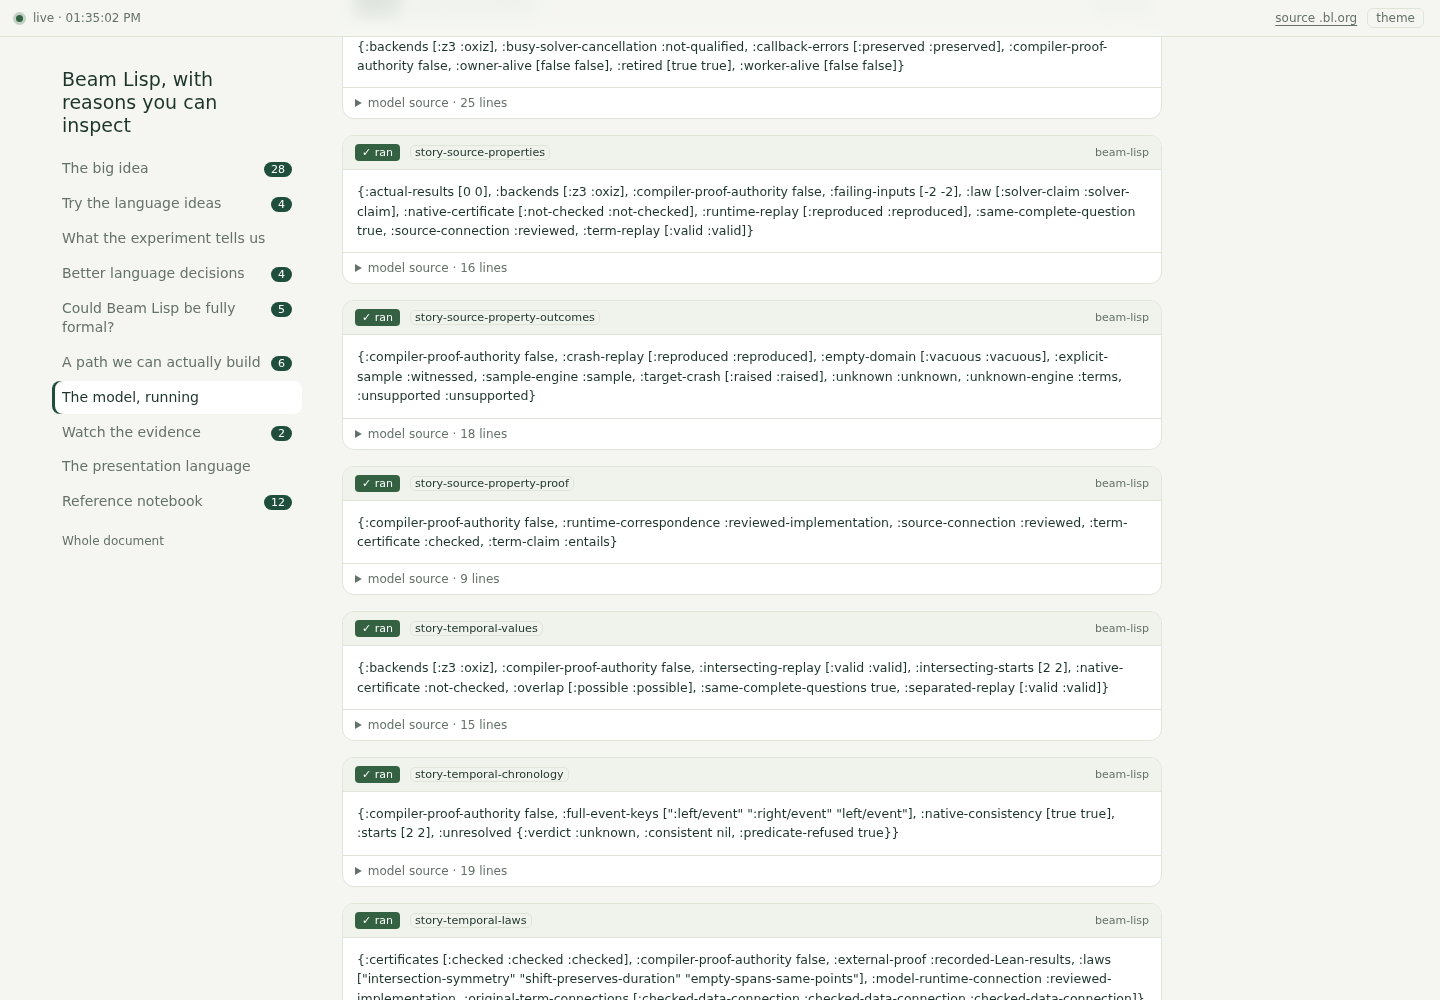 live · 01:35:02 PM
source .bl.org
theme
Beam Lisp, with
reasons you can
inspect
The big idea 28
Try the language ideas 4
What the experiment tells us
Better language decisions 4
Could Beam Lisp be fully
formal? 5
A path we can actually build 6
The model, running
Watch the evidence 2
The presentation language
Reference notebook 12
Whole document
{:backends [:z3 :oxiz], :busy-solver-cancellation :not-qualified, :callback-errors [:preserved :preserved], :compiler-proof-
authority false, :owner-alive [false false], :retired [true true], :worker-alive [false false]}
▶ model source · 25 lines
✓ ran story-source-properties beam-lisp
{:actual-results [0 0], :backends [:z3 :oxiz], :compiler-proof-authority false, :failing-inputs [-2 -2], :law [:solver-claim :solver-
claim], :native-certificate [:not-checked :not-checked], :runtime-replay [:reproduced :reproduced], :same-complete-question
true, :source-connection :reviewed, :term-replay [:valid :valid]}
▶ model source · 16 lines
✓ ran story-source-property-outcomes beam-lisp
{:compiler-proof-authority false, :crash-replay [:reproduced :reproduced], :empty-domain [:vacuous :vacuous], :explicit-
sample :witnessed, :sample-engine :sample, :target-crash [:raised :raised], :unknown :unknown, :unknown-engine :terms,
:unsupported :unsupported}
▶ model source · 18 lines
✓ ran story-source-property-proof beam-lisp
{:compiler-proof-authority false, :runtime-correspondence :reviewed-implementation, :source-connection :reviewed, :term-
certificate :checked, :term-claim :entails}
▶ model source · 9 lines
✓ ran story-temporal-values beam-lisp
{:backends [:z3 :oxiz], :compiler-proof-authority false, :intersecting-replay [:valid :valid], :intersecting-starts [2 2], :native-
certificate :not-checked, :overlap [:possible :possible], :same-complete-questions true, :separated-replay [:valid :valid]}
▶ model source · 15 lines
✓ ran story-temporal-chronology beam-lisp
{:compiler-proof-authority false, :full-event-keys [":left/event" ":right/event" "left/event"], :native-consistency [true true],
:starts [2 2], :unresolved {:verdict :unknown, :consistent nil, :predicate-refused true}}
▶ model source · 19 lines
✓ ran story-temporal-laws beam-lisp
{:certificates [:checked :checked :checked], :compiler-proof-authority false, :external-proof :recorded-Lean-results, :laws
["intersection-symmetry" "shift-preserves-duration" "empty-spans-same-points"], :model-runtime-connection :reviewed-
implementation, :original-term-connections [:checked-data-connection :checked-data-connection :checked-data-connection]}